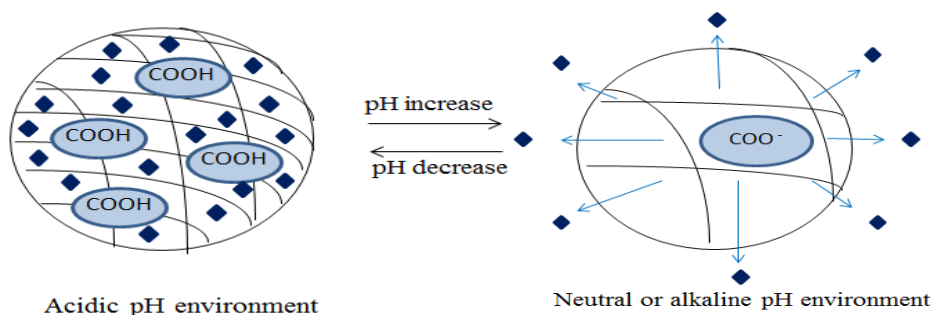 COOH
COOH
COOH
COOH
Acidic pH environment
pH increase
pH decrease
COO⁻
Neutral or alkaline pH environment